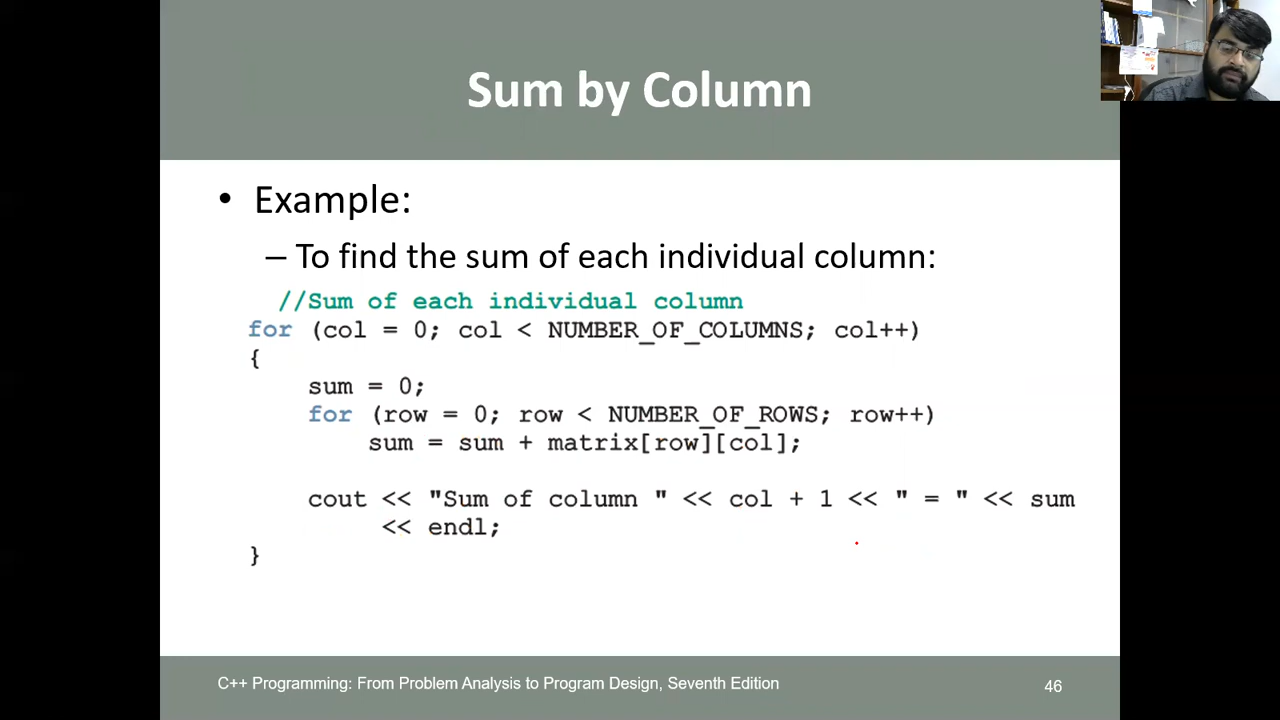 Sum by Column
• Example:
– To find the sum of each individual column:
//Sum of each individual column
for (col = 0; col < NUMBER_OF_COLUMNS; col++)
{
    sum = 0;
    for (row = 0; row < NUMBER_OF_ROWS; row++)
        sum = sum + matrix[row][col];
    cout << "Sum of column " << col + 1 << " = " << sum
         << endl;
}
C++ Programming: From Problem Analysis to Program Design, Seventh Edition
46